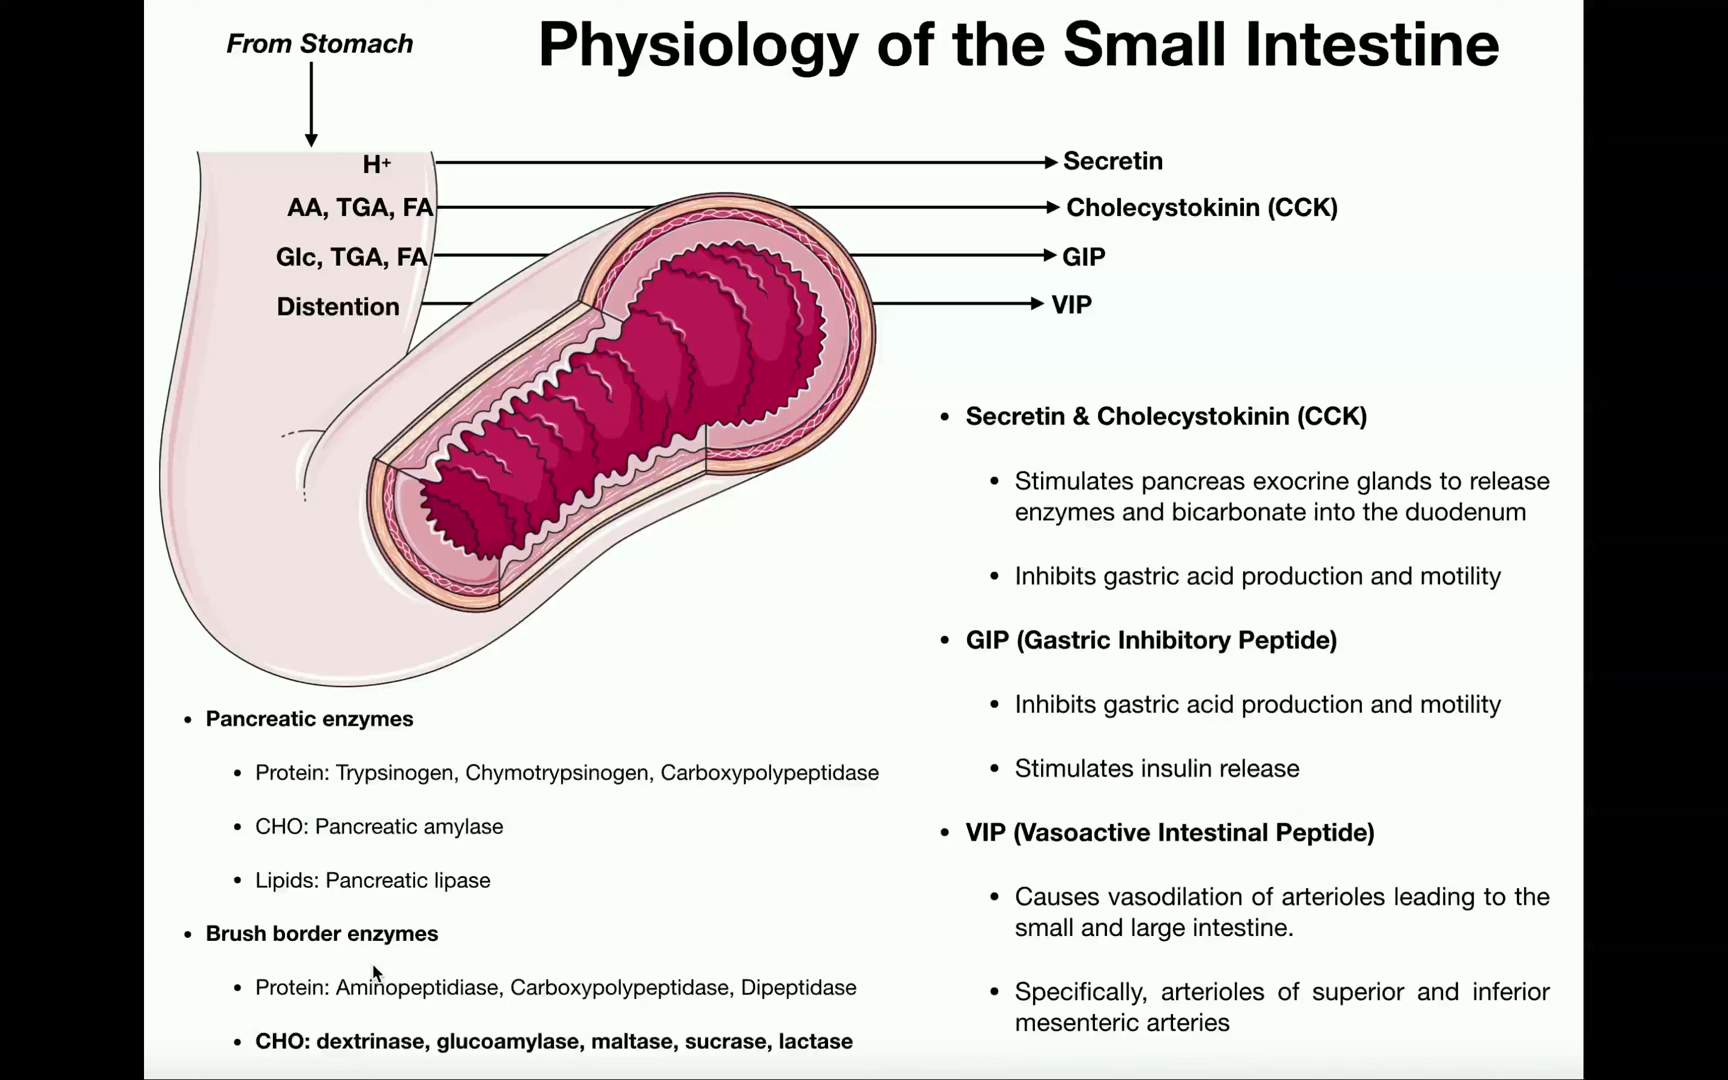 From Stomach
Physiology of the Small Intestine
H+
Secretin
AA, TGA, FA
Cholecystokinin (CCK)
Glc, TGA, FA
GIP
Distention
VIP
• Secretin & Cholecystokinin (CCK)
• Stimulates pancreas exocrine glands to release
enzymes and bicarbonate into the duodenum
• Inhibits gastric acid production and motility
• GIP (Gastric Inhibitory Peptide)
• Inhibits gastric acid production and motility
• Stimulates insulin release
• VIP (Vasoactive Intestinal Peptide)
• Causes vasodilation of arterioles leading to the
small and large intestine.
• Specifically, arterioles of superior and inferior
mesenteric arteries
• Pancreatic enzymes
• Protein: Trypsinogen, Chymotrypsinogen, Carboxypolypeptidase
• CHO: Pancreatic amylase
• Lipids: Pancreatic lipase
• Brush border enzymes
• Protein: Aminopeptidiase, Carboxypolypeptidase, Dipeptidase
• CHO: dextrinase, glucoamylase, maltase, sucrase, lactase